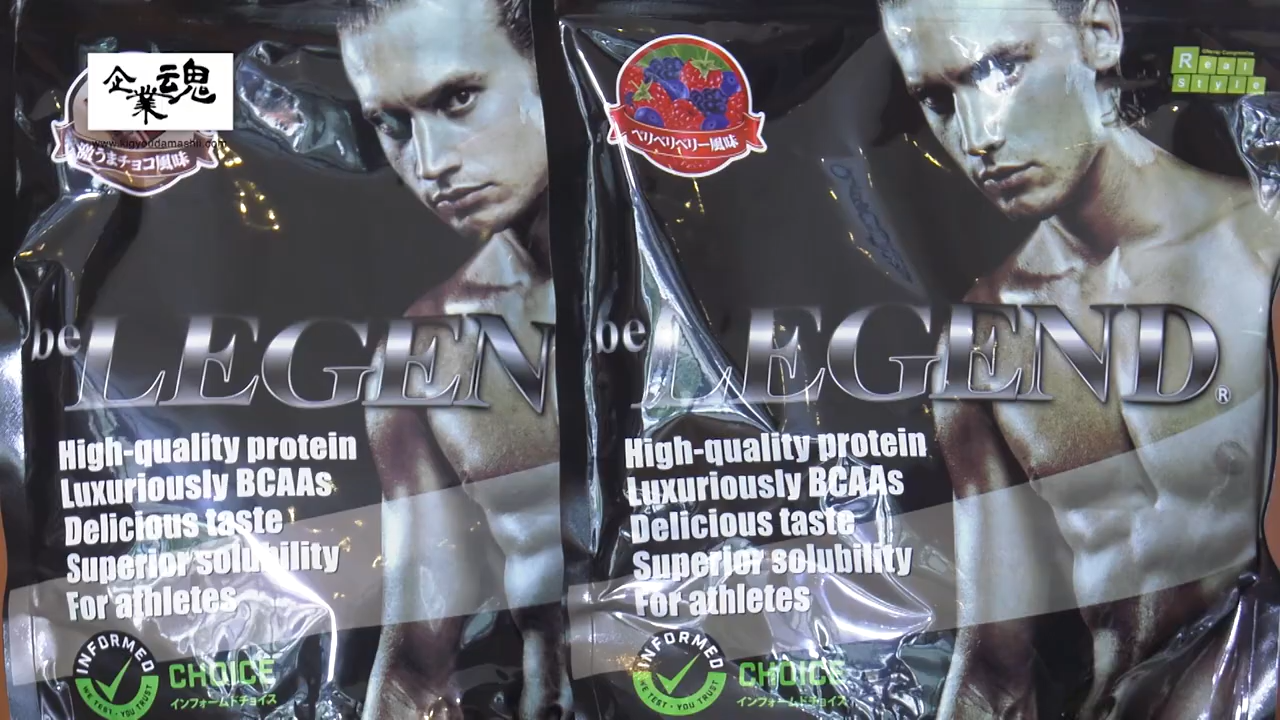 企業魂
www.kigyoudamashii.com
激うまチョコ風味
be LEGEN
High-quality protein
Luxuriously BCAAs
Delicious taste
Superior solubility
For athletes
INFORMED
WE TEST · YOU TRUST
CHOICE
インフォームドチョイス
ベリベリベリー風味
Real
Style
be LEGEND®
High-quality protein
Luxuriously BCAAs
Delicious taste
Superior solubility
For athletes
INFORMED
WE TEST · YOU TRUST
CHOICE
インフォームドチョイス